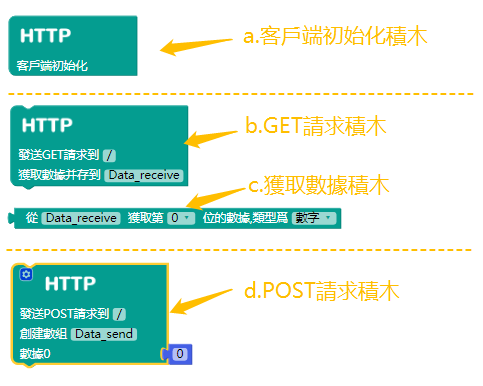 HTTP
客戶端初始化
a.客戶端初始化積木
HTTP
發送GET請求到 /
獲取數據并存到 Data_receive
b.GET請求積木
c.獲取數據積木
從 Data_receive 獲取第 0 位的數據,類型爲 數字
HTTP
發送POST請求到 /
創建數組 Data_send
數據0 0
d.POST請求積木